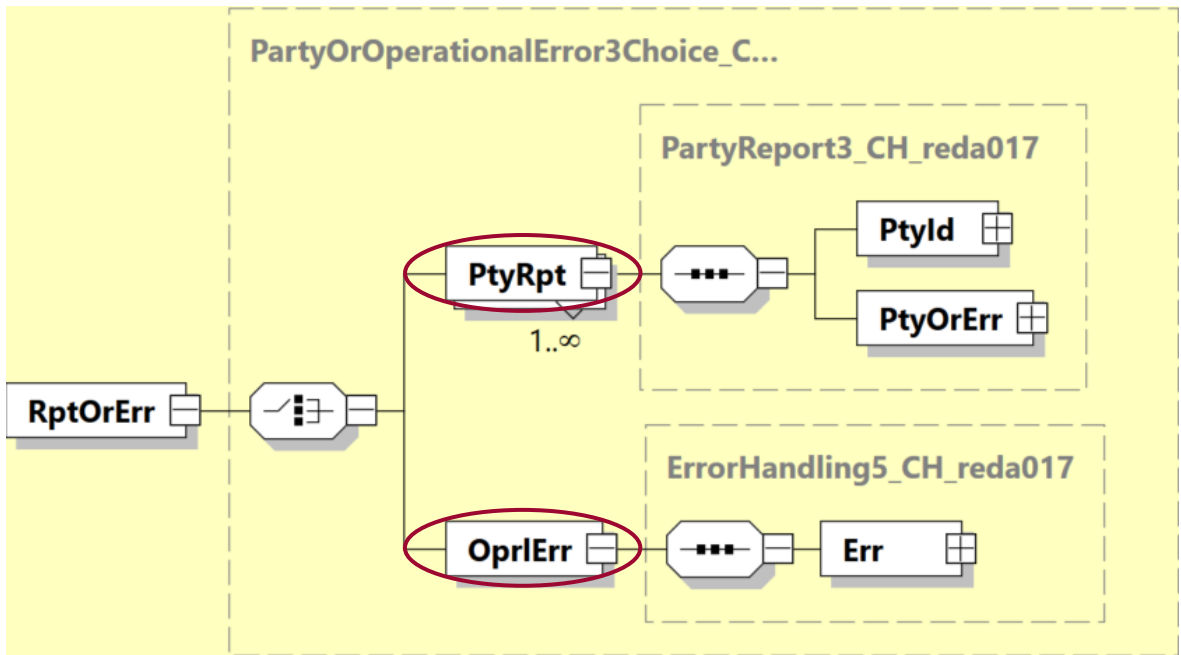 PartyOrOperationalError3Choice_C...
PartyReport3_CH_reda017
PtyId
PtyRpt
PtyOrErr
1..∞
RptOrErr
ErrorHandling5_CH_reda017
OprlErr
Err